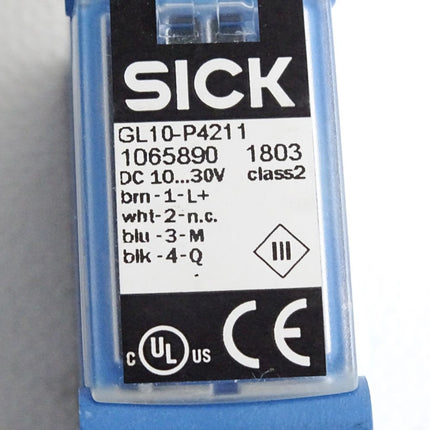 SICK
GL10-P4211
1065890 1803
DC 10...30V class2
brn-1-L+
wht-2-n.c.
blu-3-M
blk-4-Q
III
c UL US CE